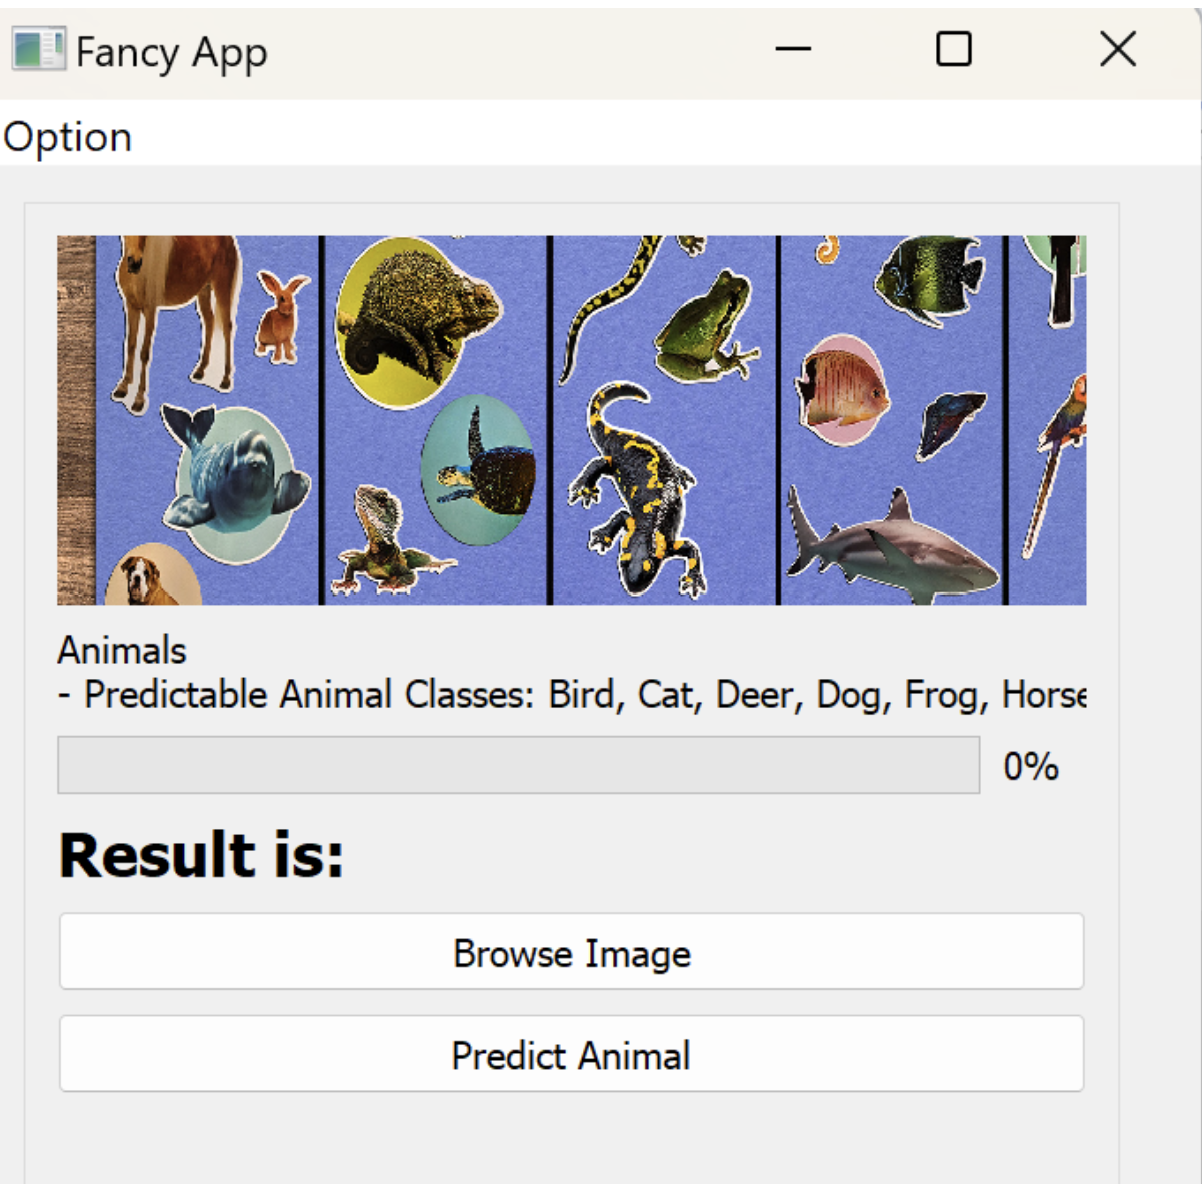 Fancy App
Option
Animals
- Predictable Animal Classes: Bird, Cat, Deer, Dog, Frog, Horse
0%
Result is:
Browse Image
Predict Animal